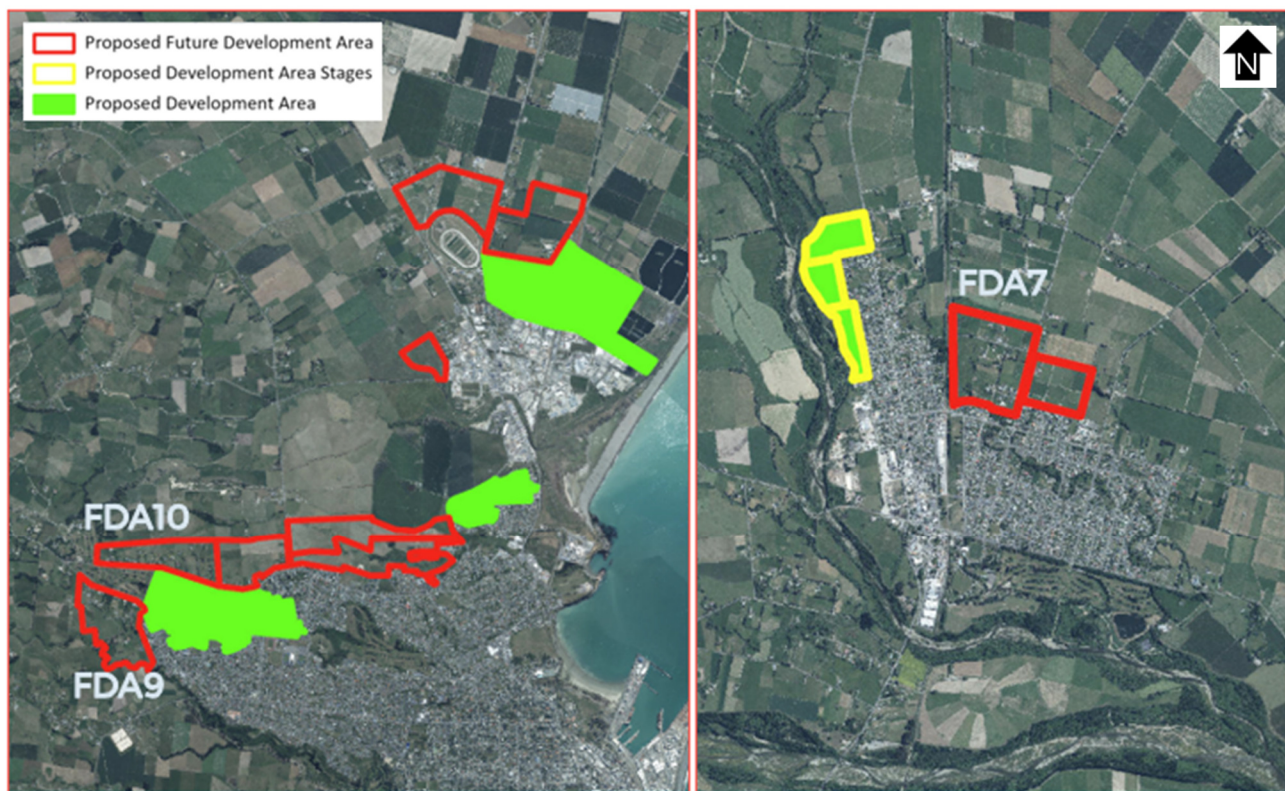 Proposed Future Development Area
Proposed Development Area Stages
Proposed Development Area
N
FDA7
FDA10
FDA9